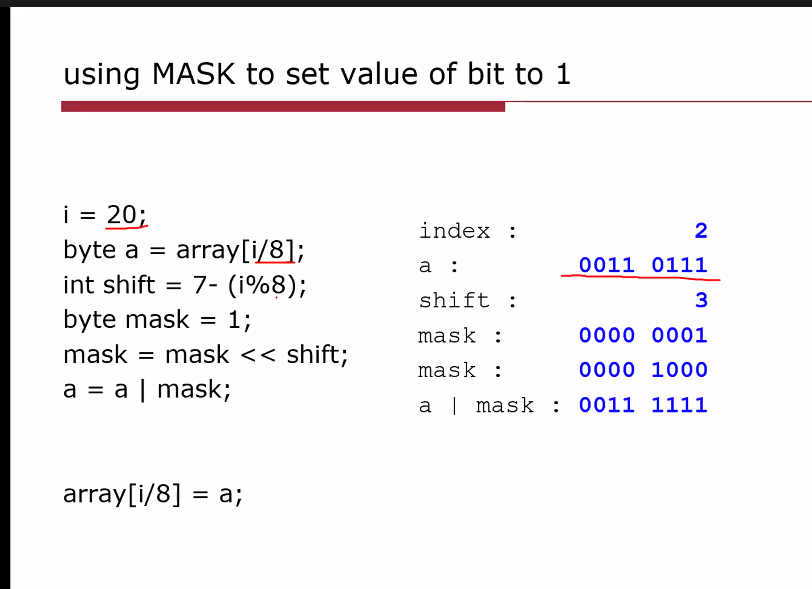 using MASK to set value of bit to 1
i = 20;
byte a = array[i/8];
int shift = 7- (i%8);
byte mask = 1;
mask = mask << shift;
a = a | mask;
array[i/8] = a;
index : 2
a : 0011 0111
shift : 3
mask : 0000 0001
mask : 0000 1000
a | mask : 0011 1111